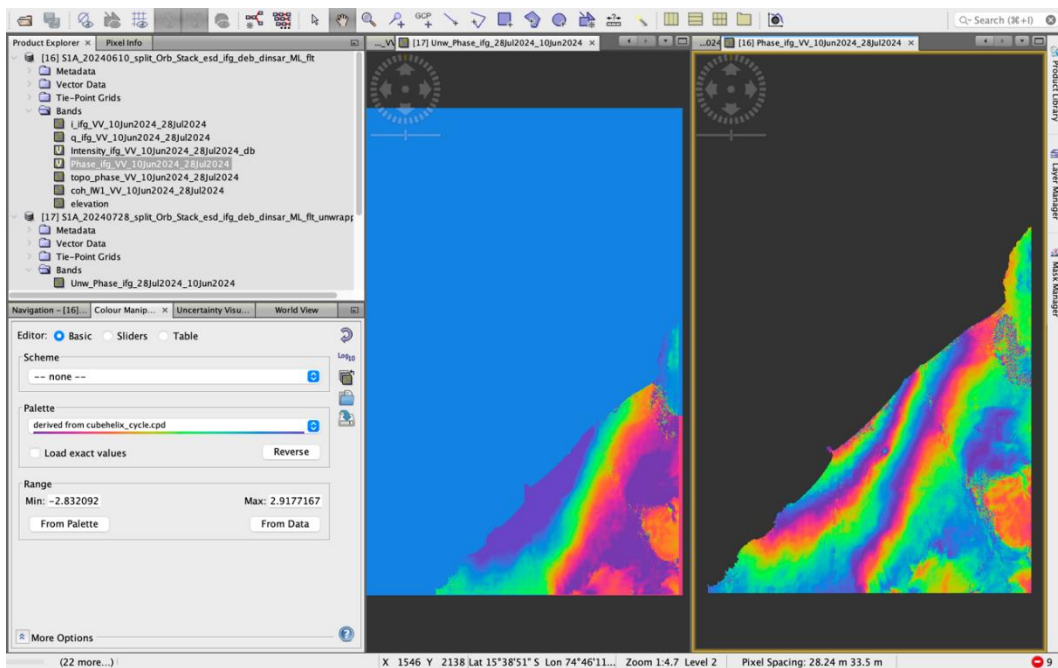 GCP
Search (⌘+I)
Product Explorer × Pixel Info
[16] S1A_20240610_split_Orb_Stack_esd_ifg_deb_dinsar_ML_flt
Metadata
Vector Data
Tie-Point Grids
Bands
i_ifg_VV_10Jun2024_28Jul2024
q_ifg_VV_10Jun2024_28Jul2024
Intensity_ifg_VV_10Jun2024_28Jul2024_db
Phase_ifg_VV_10Jun2024_28Jul2024
topo_phase_VV_10Jun2024_28Jul2024
coh_IW1_VV_10Jun2024_28Jul2024
elevation
[17] S1A_20240728_split_Orb_Stack_esd_ifg_deb_dinsar_ML_flt_unwrapp
Metadata
Vector Data
Tie-Point Grids
Bands
Unw_Phase_ifg_28Jul2024_10Jun2024
Navigation - [16]... Colour Manip... × Uncertainty Visu... World View
Editor: Basic Sliders Table
Scheme
-- none --
Log10
Palette
derived from cubehelix_cycle.cpd
Load exact values Reverse
Range
Min: -2.832092 Max: 2.9177167
From Palette From Data
More Options
[17] Unw_Phase_ifg_28Jul2024_10Jun2024 ×
...024 [16] Phase_ifg_VV_10Jun2024_28Jul2024 ×
Product Library
Layer Manager
Mask Manager
(22 more...) X 1546 Y 2138 Lat 15°38'51" S Lon 74°46'11... Zoom 1:4.7 Level 2 Pixel Spacing: 28.24 m 33.5 m 9